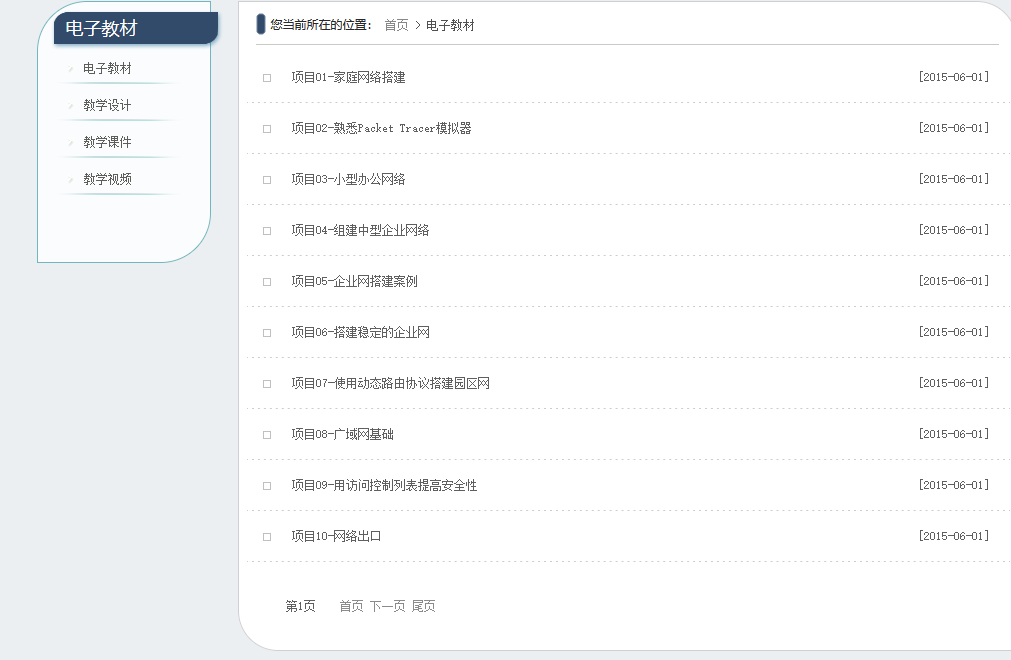 电子教材
电子教材
教学设计
教学课件
教学视频
您当前所在的位置： 首页 > 电子教材
项目01-家庭网络搭建 [2015-06-01]
项目02-熟悉Packet Tracer模拟器 [2015-06-01]
项目03-小型办公网络 [2015-06-01]
项目04-组建中型企业网络 [2015-06-01]
项目05-企业网搭建案例 [2015-06-01]
项目06-搭建稳定的企业网 [2015-06-01]
项目07-使用动态路由协议搭建园区网 [2015-06-01]
项目08-广域网基础 [2015-06-01]
项目09-用访问控制列表提高安全性 [2015-06-01]
项目10-网络出口 [2015-06-01]
第1页 首页 下一页 尾页